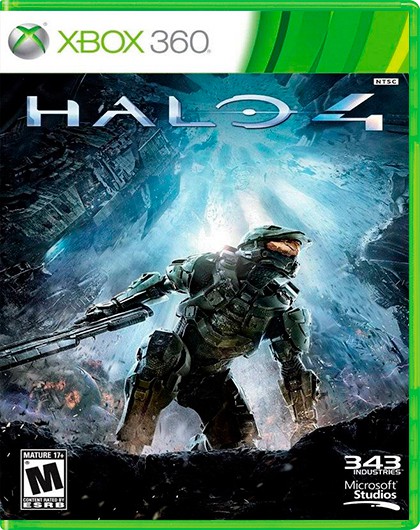 XBOX 360
NTSC
HALO 4
MATURE 17+
M
CONTENT RATED BY
ESRB
343
INDUSTRIES
Microsoft
Studios